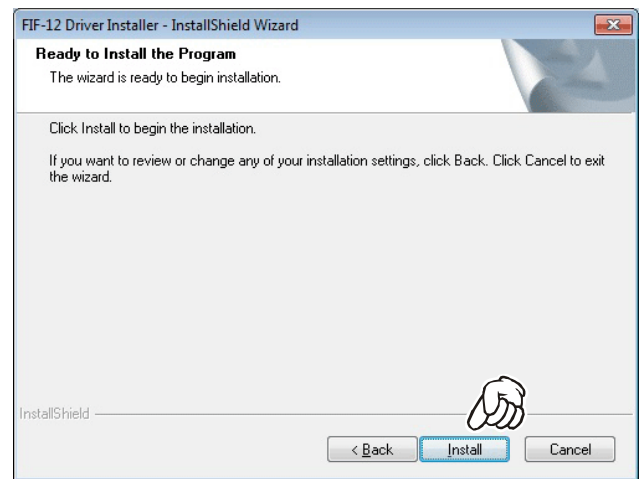 FIF-12 Driver Installer - InstallShield Wizard
Ready to Install the Program
The wizard is ready to begin installation.
Click Install to begin the installation.
If you want to review or change any of your installation settings, click Back. Click Cancel to exit
the wizard.
InstallShield
< Back Install Cancel